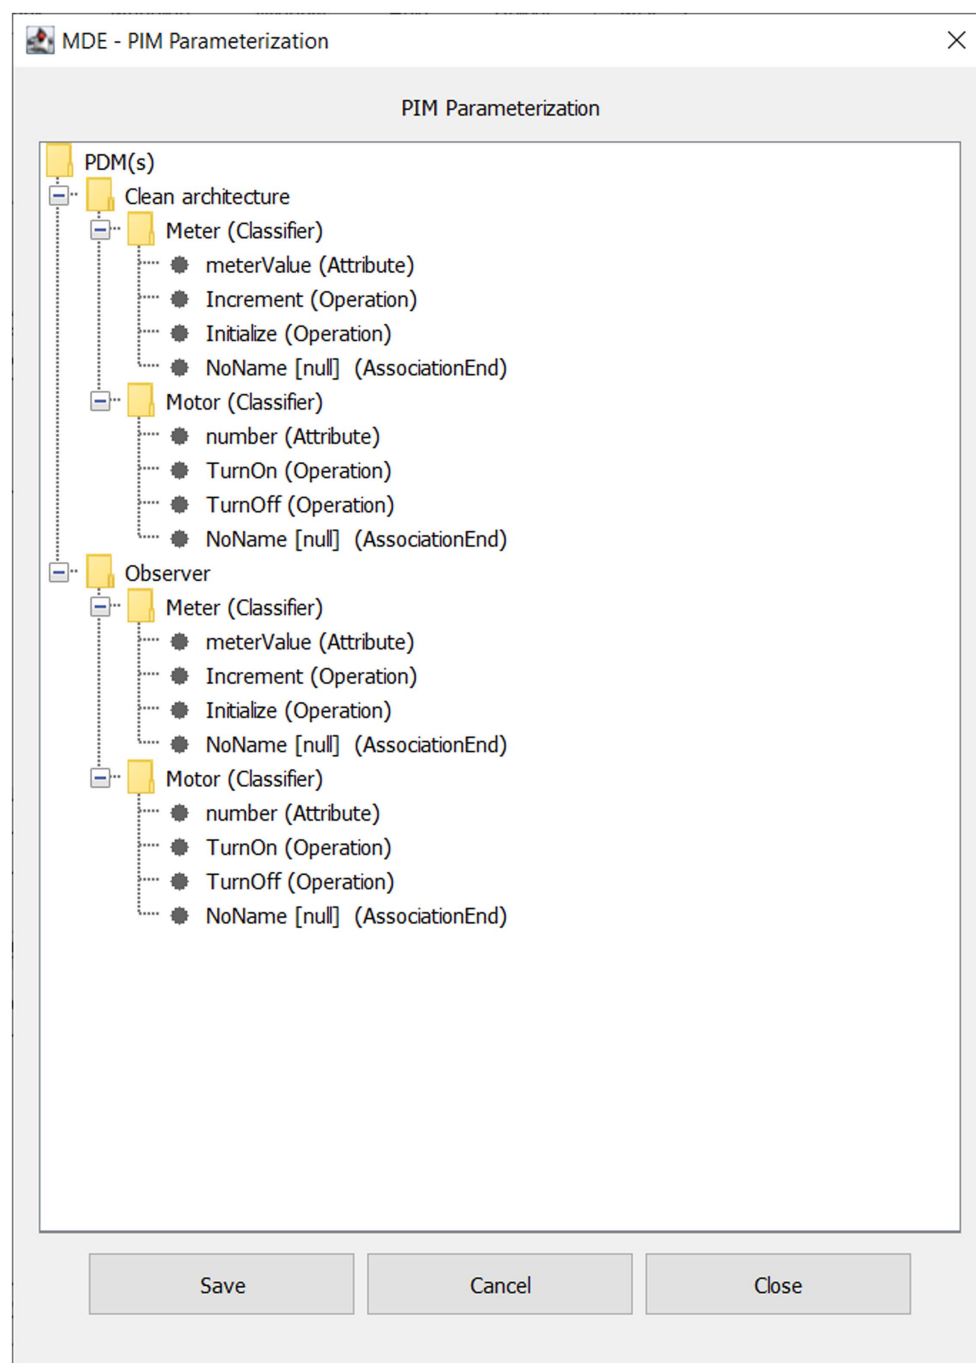 MDE - PIM Parameterization
PIM Parameterization
PDM(s)
Clean architecture
Meter (Classifier)
meterValue (Attribute)
Increment (Operation)
Initialize (Operation)
NoName [null]  (AssociationEnd)
Motor (Classifier)
number (Attribute)
TurnOn (Operation)
TurnOff (Operation)
NoName [null]  (AssociationEnd)
Observer
Meter (Classifier)
meterValue (Attribute)
Increment (Operation)
Initialize (Operation)
NoName [null]  (AssociationEnd)
Motor (Classifier)
number (Attribute)
TurnOn (Operation)
TurnOff (Operation)
NoName [null]  (AssociationEnd)
Save Cancel Close